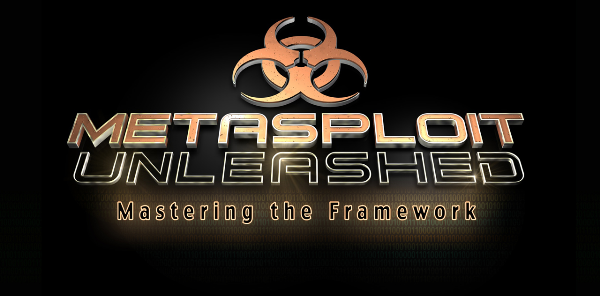 METASPLOIT
UNLEASHED
Mastering the Framework